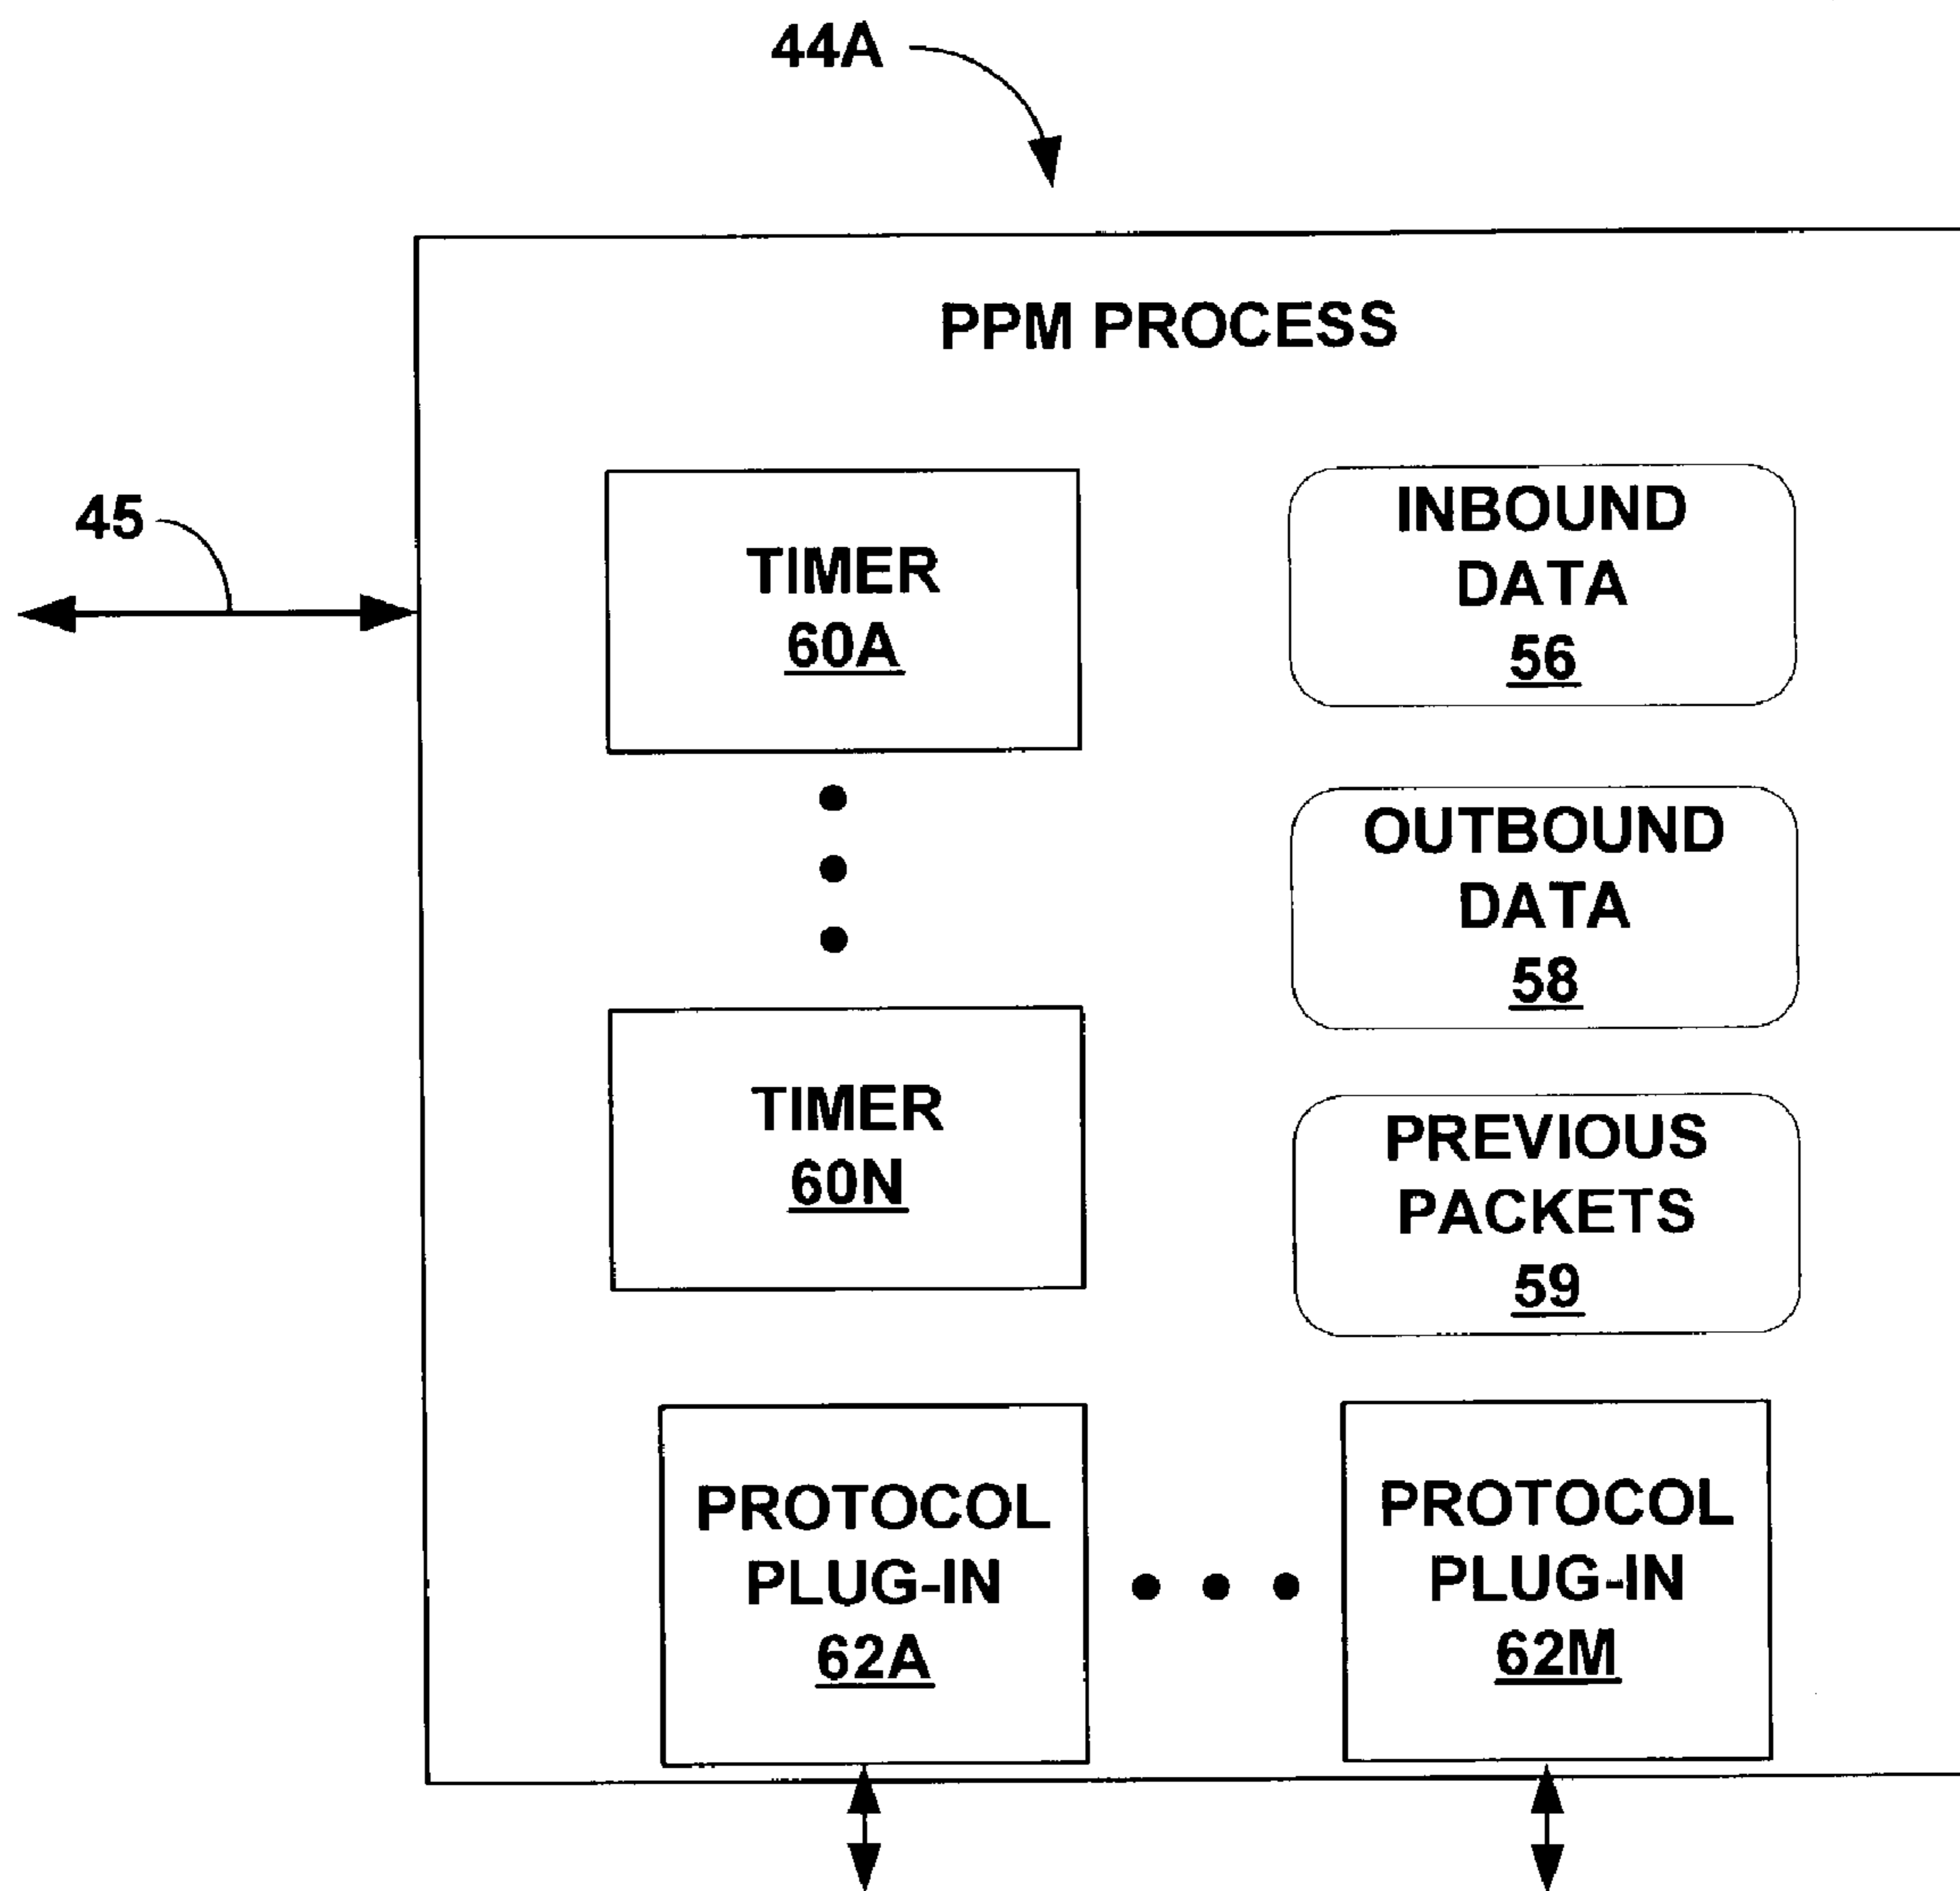 44A
PPM PROCESS
45
TIMER
60A
INBOUND
DATA
56
OUTBOUND
DATA
58
TIMER
60N
PREVIOUS
PACKETS
59
PROTOCOL
PLUG-IN
62A
PROTOCOL
PLUG-IN
62M